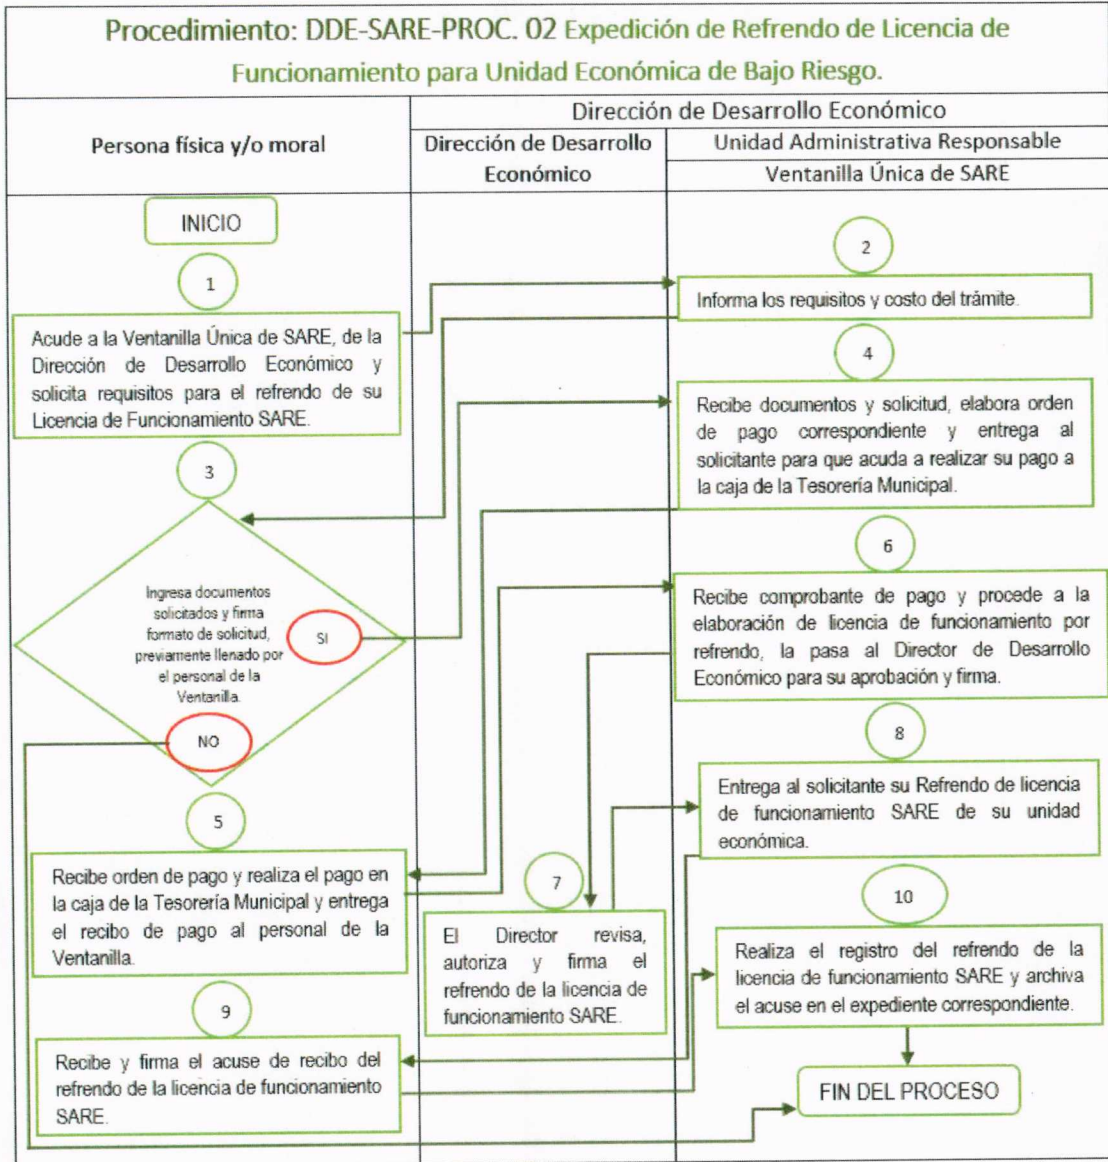 Procedimiento: DDE-SARE-PROC. 02 Expedición de Refrendo de Licencia de
Funcionamiento para Unidad Económica de Bajo Riesgo.
Persona física y/o moral
Dirección de Desarrollo Económico
Dirección de Desarrollo
Económico
Unidad Administrativa Responsable
Ventanilla Única de SARE
INICIO
1
Acude a la Ventanilla Única de SARE, de la
Dirección de Desarrollo Económico y
solicita requisitos para el refrendo de su
Licencia de Funcionamiento SARE.
2
Informa los requisitos y costo del trámite.
3
Ingresa documentos
solicitados y firma
formato de solicitud,
previamente llenado por
el personal de la
Ventanilla.
SI
NO
4
Recibe documentos y solicitud, elabora orden
de pago correspondiente y entrega al
solicitante para que acuda a realizar su pago a
la caja de la Tesorería Municipal.
5
Recibe orden de pago y realiza el pago en
la caja de la Tesorería Municipal y entrega
el recibo de pago al personal de la
Ventanilla.
6
Recibe comprobante de pago y procede a la
elaboración de licencia de funcionamiento por
refrendo, la pasa al Director de Desarrollo
Económico para su aprobación y firma.
7
El Director revisa,
autoriza y firma el
refrendo de la licencia de
funcionamiento SARE.
8
Entrega al solicitante su Refrendo de licencia
de funcionamiento SARE de su unidad
económica.
9
Recibe y firma el acuse de recibo del
refrendo de la licencia de funcionamiento
SARE.
10
Realiza el registro del refrendo de la
licencia de funcionamiento SARE y archiva
el acuse en el expediente correspondiente.
FIN DEL PROCESO